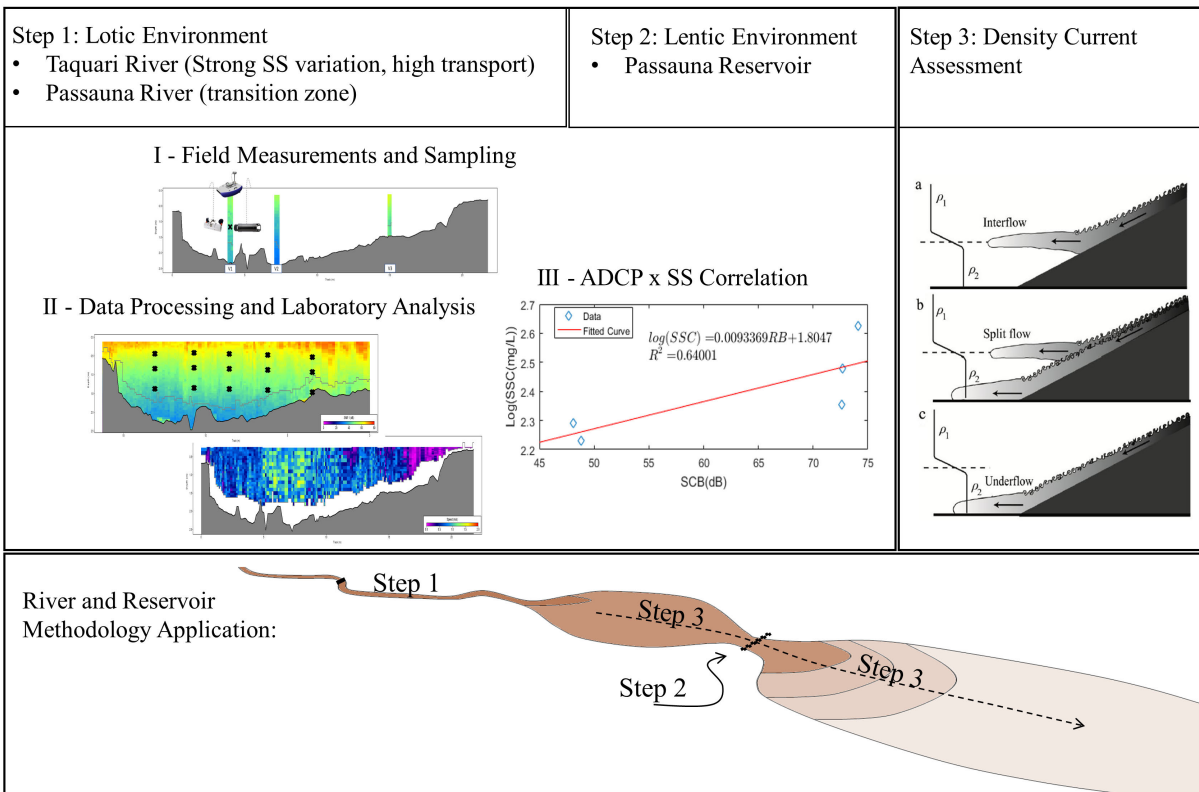 Step 1: Lotic Environment
• Taquari River (Strong SS variation, high transport)
• Passauna River (transition zone)
Step 2: Lentic Environment
• Passauna Reservoir
Step 3: Density Current
Assessment
I - Field Measurements and Sampling
V1 V2 V3
II - Data Processing and Laboratory Analysis
III - ADCP x SS Correlation
2.7
2.6
2.5
2.4
2.3
2.2
Log(SSC(mg/L))
Data
Fitted Curve
log(SSC) =0.0093369RB+1.8047
R² =0.64001
45 50 55 60 65 70 75
SCB(dB)
a
ρ1
Interflow
ρ2
b
ρ1
Split flow
ρ2
c
ρ1
ρ2
Underflow
River and Reservoir
Methodology Application:
Step 1
Step 3
Step 2
Step 3